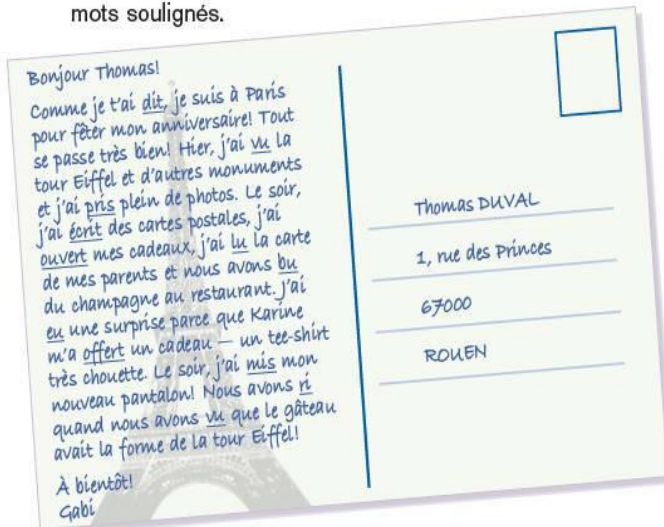 mots soulignés.
Bonjour Thomas!
Comme je t'ai dit, je suis à Paris
pour fêter mon anniversaire! Tout
se passe très bien! Hier, j'ai vu la
tour Eiffel et d'autres monuments
et j'ai pris plein de photos. Le soir,
j'ai écrit des cartes postales, j'ai
ouvert mes cadeaux, j'ai lu la carte
de mes parents et nous avons bu
du champagne au restaurant. J'ai
eu une surprise parce que Karine
m'a offert un cadeau — un tee-shirt
très chouette. Le soir, j'ai mis mon
nouveau pantalon! Nous avons ri
quand nous avons vu que le gâteau
avait la forme de la tour Eiffel!
À bientôt!
Gabi
Thomas DUVAL
1, rue des Princes
67000
ROUEN